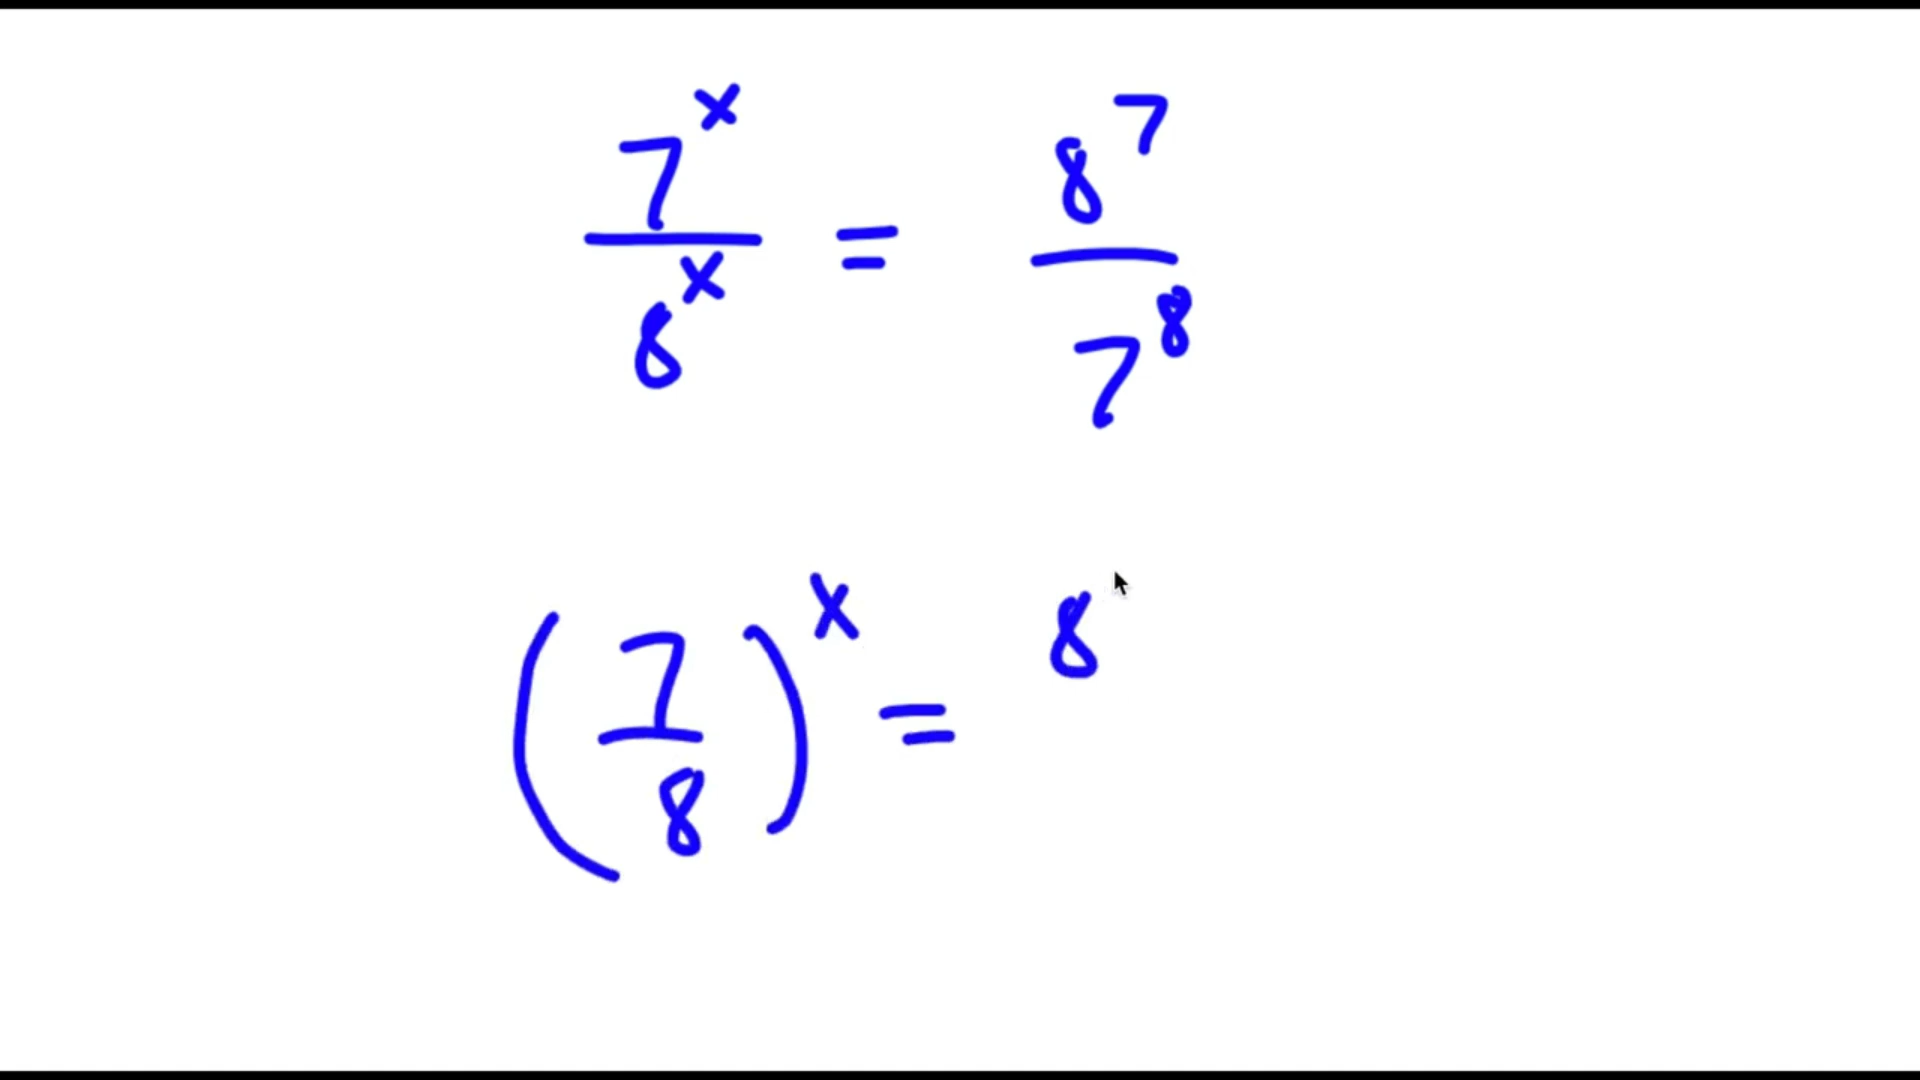 7^x / 8^x = 8^7 / 7^8
(7 / 8)^x = 8